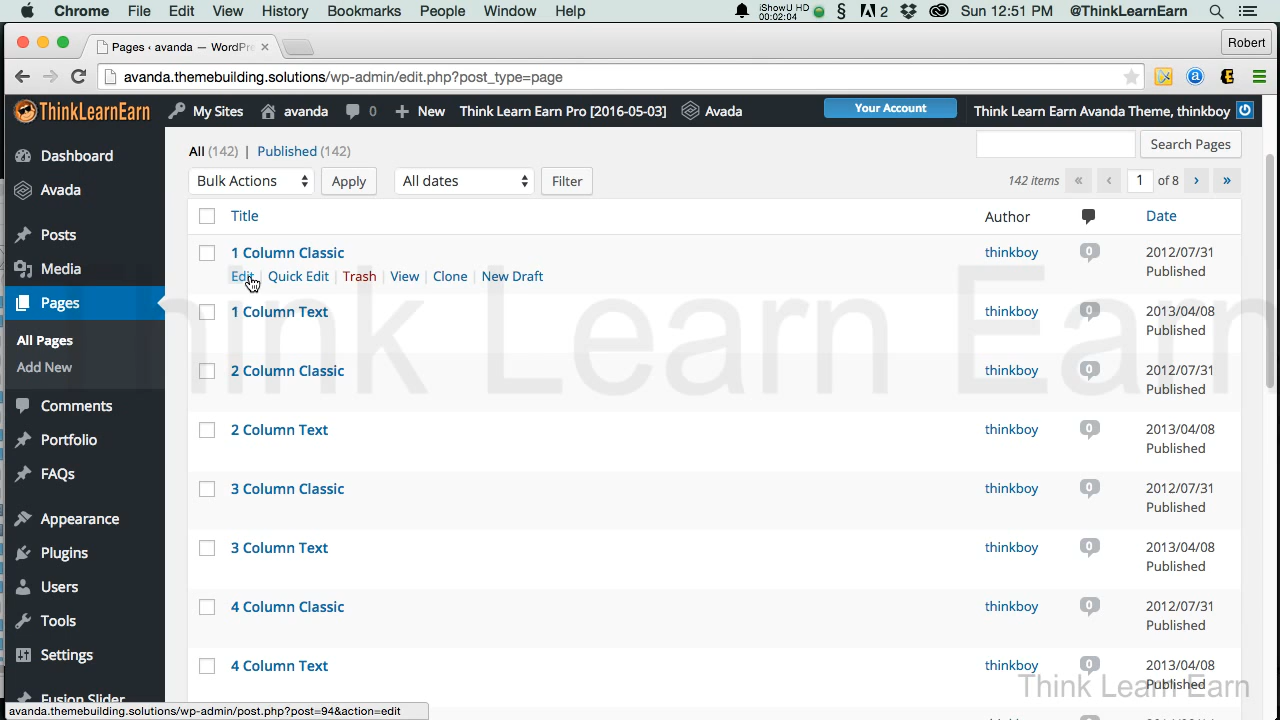 Chrome File Edit View History Bookmarks People Window Help iShowU HD 00:02:04 § 2 Sun 12:51 PM @ThinkLearnEarn
Pages ‹ avanda — WordPr × Robert
avanda.themebuilding.solutions/wp-admin/edit.php?post_type=page
ThinkLearnEarn My Sites avanda 0 + New Think Learn Earn Pro [2016-05-03] Avada Your Account Think Learn Earn Avanda Theme, thinkboy
Dashboard
Avada
Posts
Media
Pages
All Pages
Add New
Comments
Portfolio
FAQs
Appearance
Plugins
Users
Tools
Settings
Fusion Slider
All (142) | Published (142) Search Pages
Bulk Actions Apply All dates Filter 142 items « ‹ 1 of 8 › »
Title Author Date
1 Column Classic thinkboy 0 2012/07/31
Published
Edit | Quick Edit | Trash | View | Clone | New Draft
1 Column Text thinkboy 0 2013/04/08
Published
2 Column Classic thinkboy 0 2012/07/31
Published
2 Column Text thinkboy 0 2013/04/08
Published
3 Column Classic thinkboy 0 2012/07/31
Published
3 Column Text thinkboy 0 2013/04/08
Published
4 Column Classic thinkboy 0 2012/07/31
Published
4 Column Text thinkboy 0 2013/04/08
Published
Think Learn Earn
Think Learn Earn
avanda.themebuilding.solutions/wp-admin/post.php?post=94&action=edit